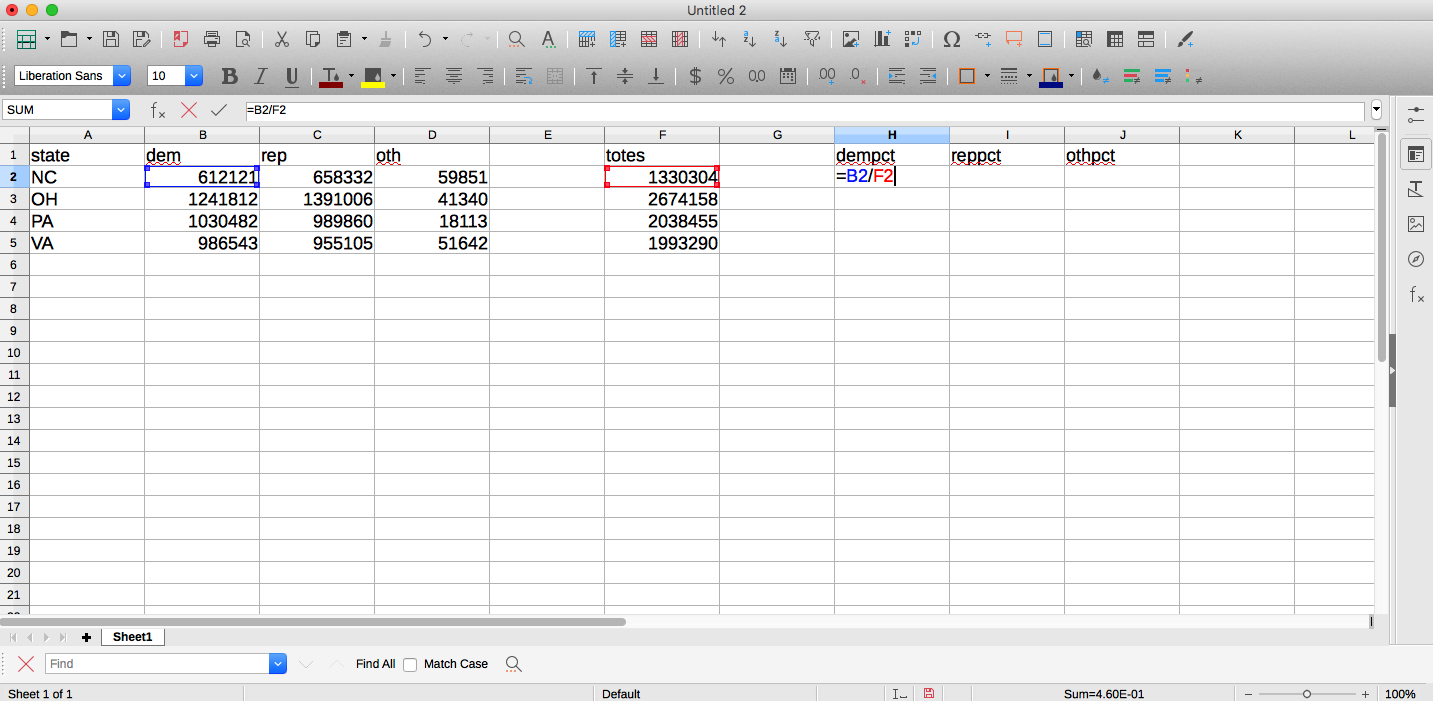 Untitled 2
Liberation Sans 10
SUM =B2/F2
A B C D E F G H I J K L
1 state dem rep oth totes dempct reppct othpct
2 NC 612121 658332 59851 1330304 =B2/F2
3 OH 1241812 1391006 41340 2674158
4 PA 1030482 989860 18113 2038455
5 VA 986543 955105 51642 1993290
6
7
8
9
10
11
12
13
14
15
16
17
18
19
20
21
Sheet1
Find Find All Match Case
Sheet 1 of 1 Default Sum=4.60E-01 100%